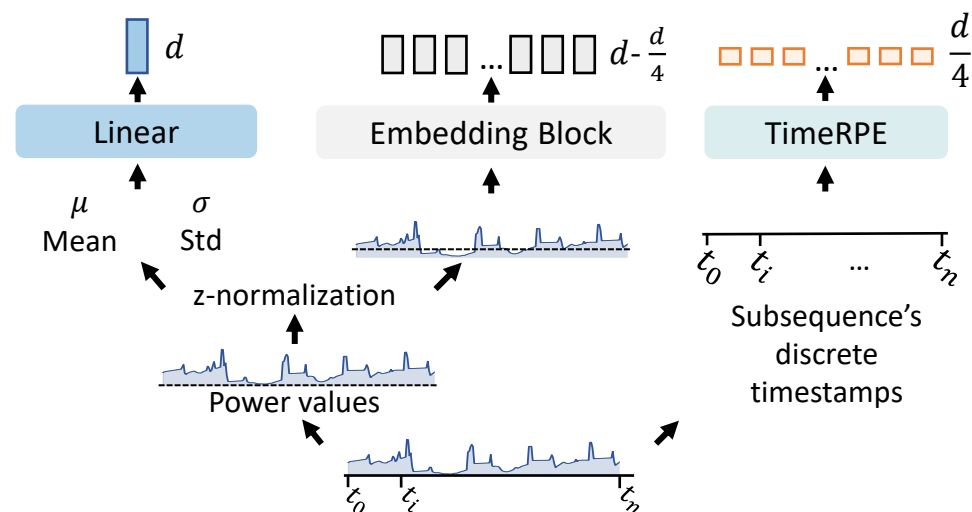 d
... d - d/4
... d/4
Linear
Embedding Block
TimeRPE
μ
Mean
σ
Std
t₀ tᵢ ... tₙ
z-normalization
Subsequence's
discrete
timestamps
Power values
t₀ tᵢ tₙ